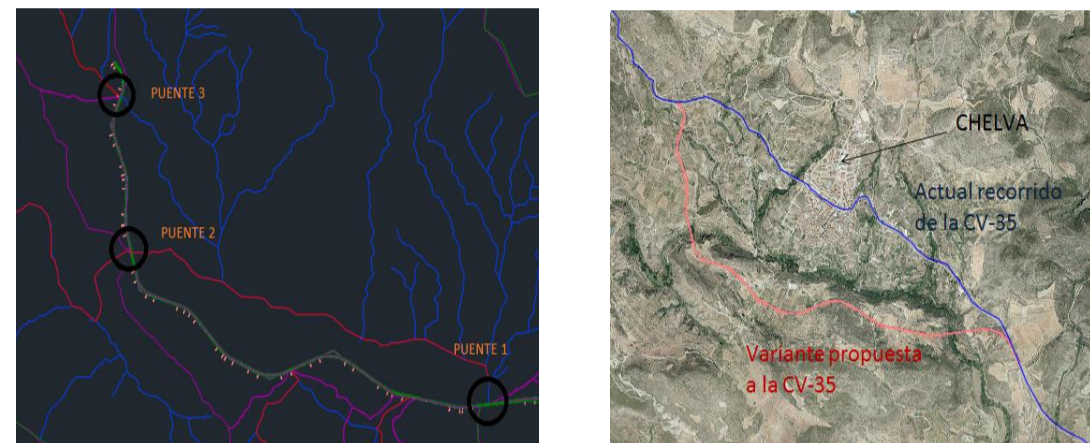 PUENTE 3
PUENTE 2
PUENTE 1
CHELVA
Actual recorrido
de la CV-35
Variante propuesta
a la CV-35